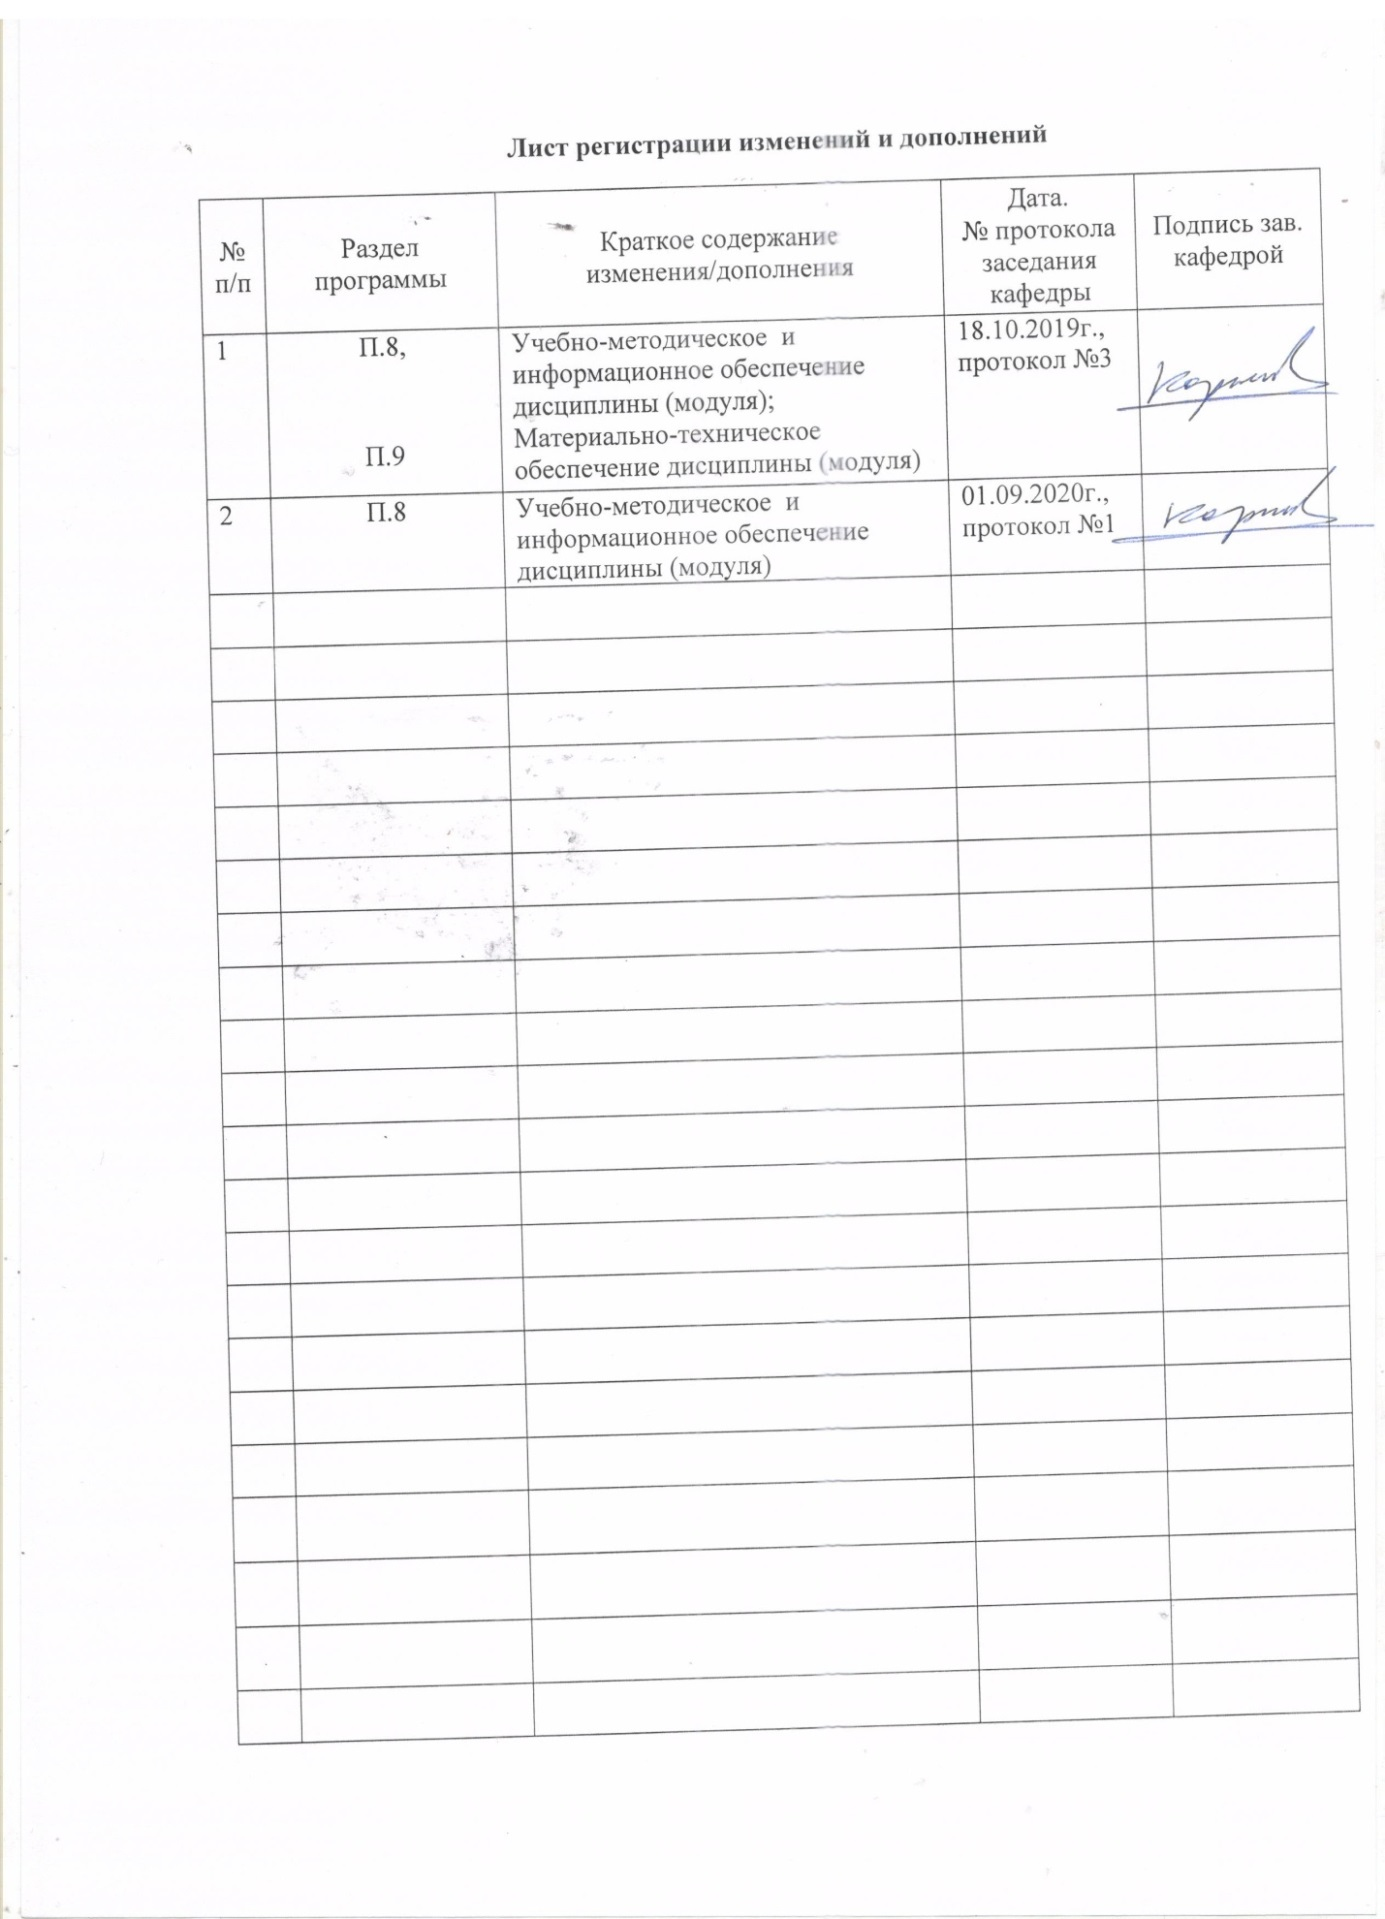 Лист регистрации изменений и дополнений
№
п/п
Раздел
программы
Краткое содержание
изменения/дополнения
Дата.
№ протокола
заседания
кафедры
Подпись зав.
кафедрой
1
П.8,
П.9
Учебно-методическое и
информационное обеспечение
дисциплины (модуля);
Материально-техническое
обеспечение дисциплины (модуля)
18.10.2019г.,
протокол №3
2
П.8
Учебно-методическое и
информационное обеспечение
дисциплины (модуля)
01.09.2020г.,
протокол №1